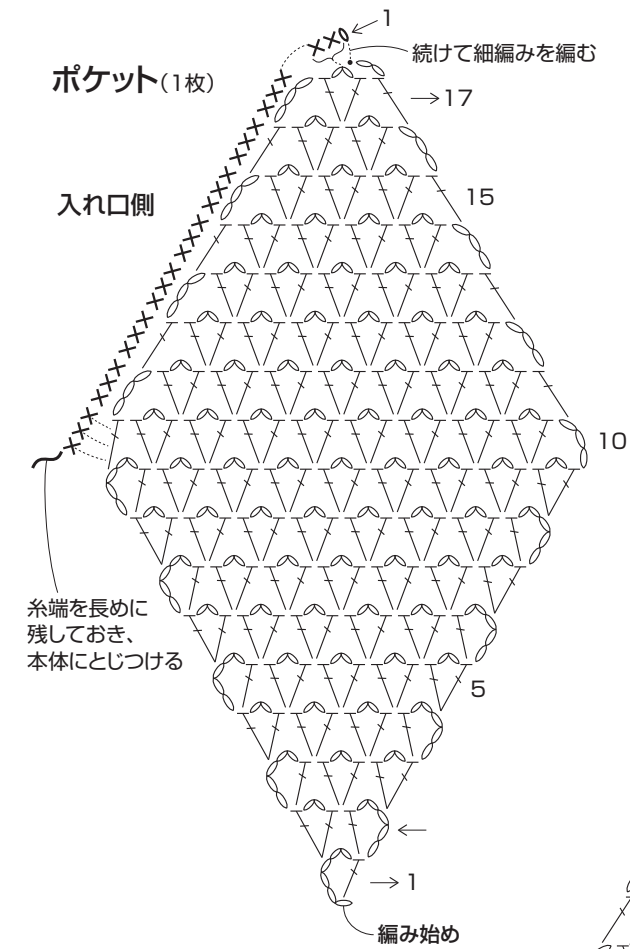 1
続けて細編みを編む
ポケット(1枚)
17
入れ口側
15
10
糸端を長めに
残しておき、
本体にとじつける
5
1
編み始め